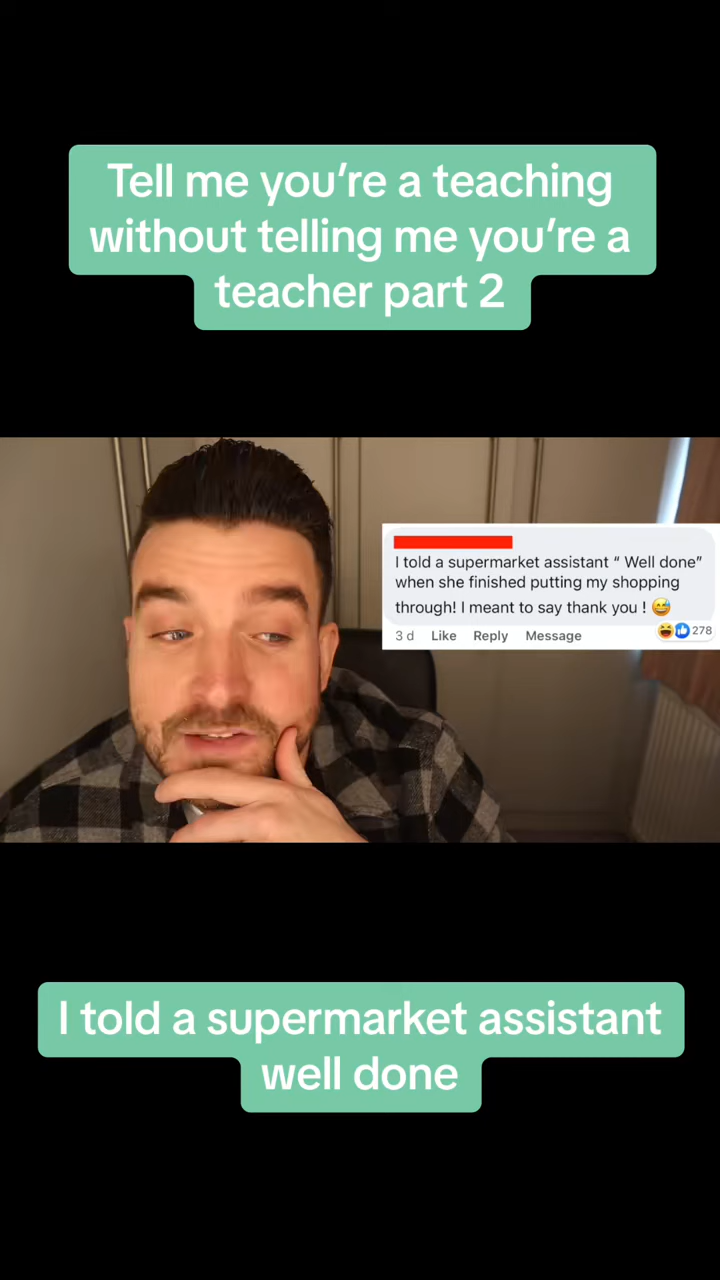 Tell me you’re a teaching
without telling me you’re a
teacher part 2
I told a supermarket assistant “ Well done”
when she finished putting my shopping
through! I meant to say thank you ! 😅
3 d Like Reply Message 278
I told a supermarket assistant
well done